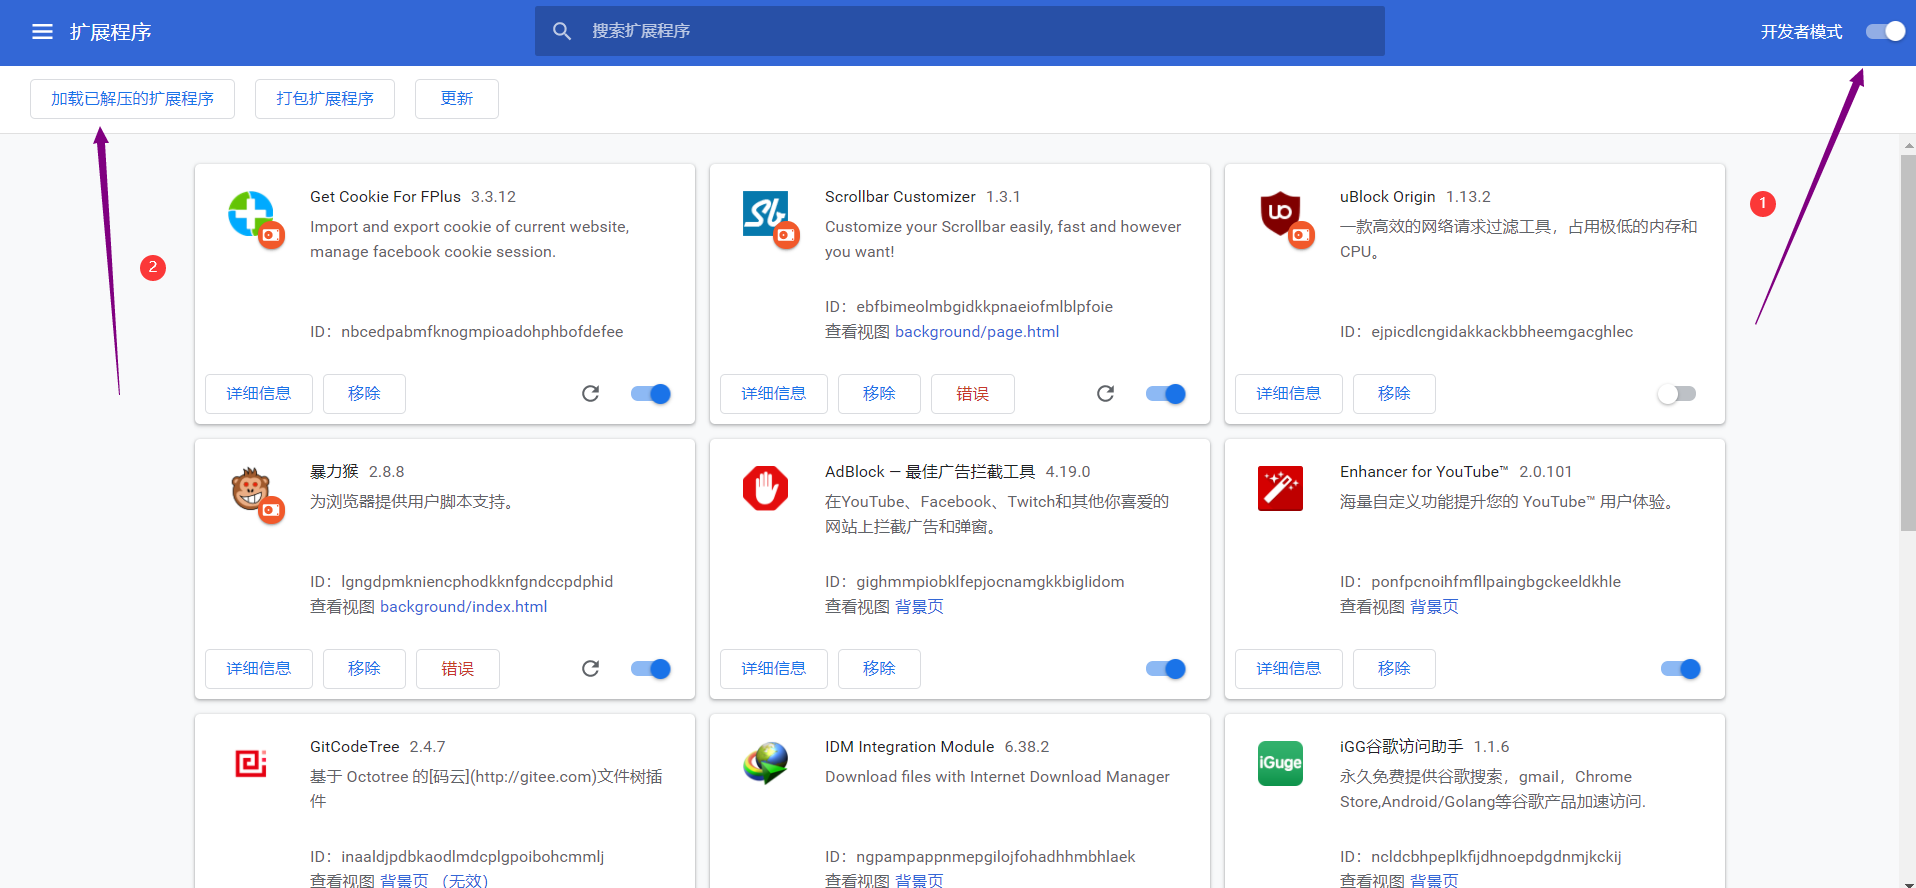 扩展程序
搜索扩展程序
开发者模式
加载已解压的扩展程序
打包扩展程序
更新
1
2
Get Cookie For FPlus 3.3.12
Import and export cookie of current website,
manage facebook cookie session.
ID：nbcedpabmfknogmpioadohphbofdefee
详细信息
移除
Sb
Scrollbar Customizer 1.3.1
Customize your Scrollbar easily, fast and however
you want!
ID：ebfbimeolmbgidkkpnaeiofmlblpfoie
查看视图 background/page.html
详细信息
移除
错误
uBlock Origin 1.13.2
一款高效的网络请求过滤工具，占用极低的内存和
CPU。
ID：ejpicdlcngidakkackbbheemgacghlec
详细信息
移除
暴力猴 2.8.8
为浏览器提供用户脚本支持。
ID：lgngdpmkniencphodkknfgndccpdphid
查看视图 background/index.html
详细信息
移除
错误
AdBlock — 最佳广告拦截工具 4.19.0
在YouTube、Facebook、Twitch和其他你喜爱的
网站上拦截广告和弹窗。
ID：gighmmpiobklfepjocnamgkkbiglidom
查看视图 背景页
详细信息
移除
Enhancer for YouTube™ 2.0.101
海量自定义功能提升您的 YouTube™ 用户体验。
ID：ponfpcnoihfmfllpaingbgckeeldkhle
查看视图 背景页
详细信息
移除
GitCodeTree 2.4.7
基于 Octotree 的[码云](http://gitee.com)文件树插
件
ID：inaaldjpdbkaodlmdcplgpoibohcmmlj
查看视图 背景页 （无效）
IDM Integration Module 6.38.2
Download files with Internet Download Manager
ID：ngpampappnmepgilojfohadhhmbhlaek
查看视图 背景页
iGuge
iGG谷歌访问助手 1.1.6
永久免费提供谷歌搜索，gmail，Chrome
Store,Android/Golang等谷歌产品加速访问.
ID：ncldcbhpeplkfijdhnoepdgdnmjkckij
查看视图 背景页